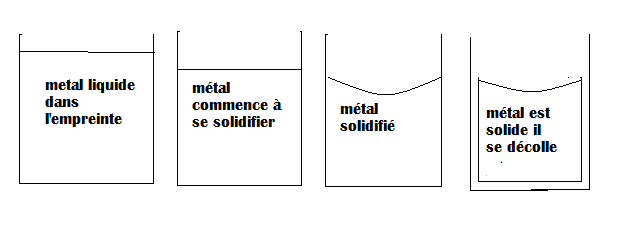 metal liquide
dans
l'empreinte
métal
commence à
se solidifier
métal
solidifié
métal est
solide il
se décolle